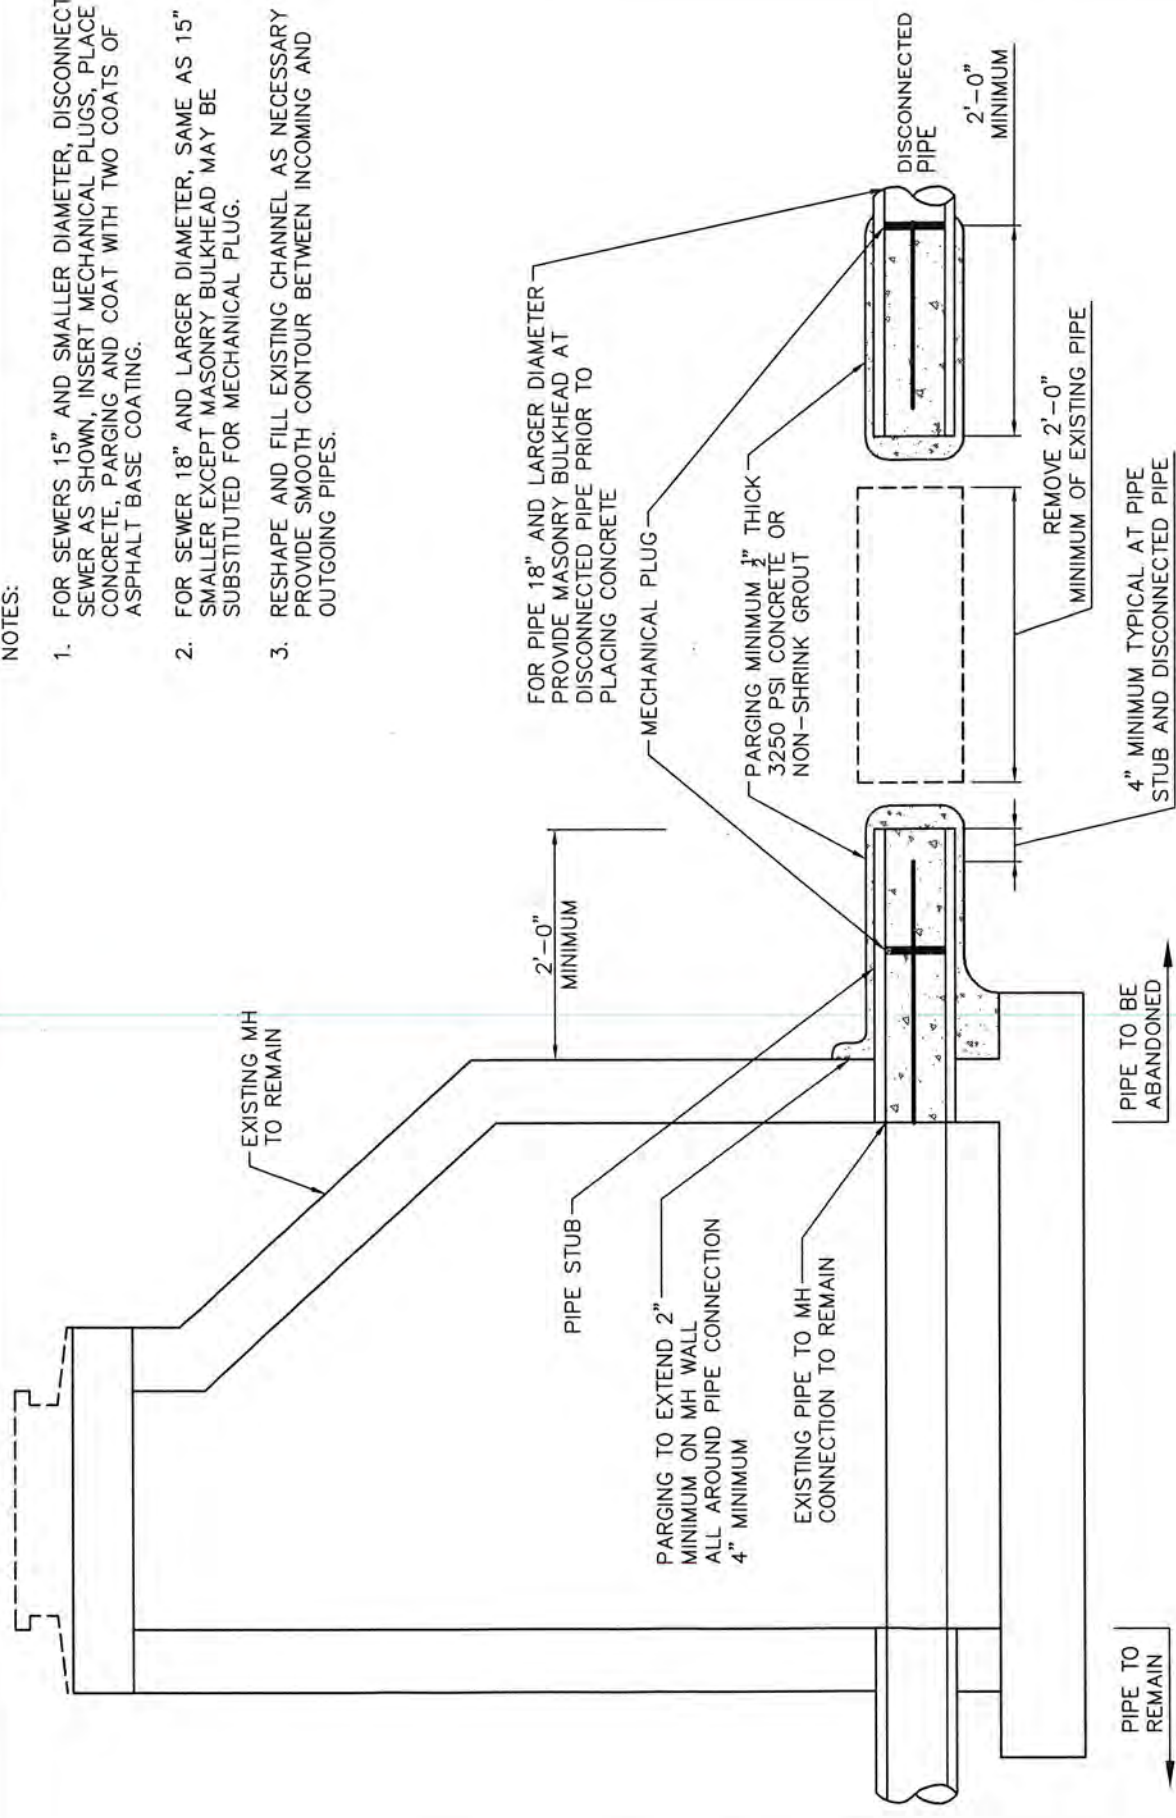 NOTES:
1. FOR SEWERS 15" AND SMALLER DIAMETER, DISCONNECT
SEWER AS SHOWN, INSERT MECHANICAL PLUGS, PLACE
CONCRETE, PARGING AND COAT WITH TWO COATS OF
ASPHALT BASE COATING.
2. FOR SEWER 18" AND LARGER DIAMETER, SAME AS 15"
SMALLER EXCEPT MASONRY BULKHEAD MAY BE
SUBSTITUTED FOR MECHANICAL PLUG.
3. RESHAPE AND FILL EXISTING CHANNEL AS NECESSARY
PROVIDE SMOOTH CONTOUR BETWEEN INCOMING AND
OUTGOING PIPES.
EXISTING MH
TO REMAIN
2'-0"
MINIMUM
FOR PIPE 18" AND LARGER DIAMETER
PROVIDE MASONRY BULKHEAD AT
DISCONNECTED PIPE PRIOR TO
PLACING CONCRETE
MECHANICAL PLUG
PARGING MINIMUM ½" THICK
3250 PSI CONCRETE OR
NON-SHRINK GROUT
DISCONNECTED
PIPE
2'-0"
MINIMUM
PIPE STUB
PARGING TO EXTEND 2"
MINIMUM ON MH WALL
ALL AROUND PIPE CONNECTION
4" MINIMUM
EXISTING PIPE TO MH
CONNECTION TO REMAIN
REMOVE 2'-0"
MINIMUM OF EXISTING PIPE
4" MINIMUM TYPICAL AT PIPE
STUB AND DISCONNECTED PIPE
PIPE TO
REMAIN
PIPE TO BE
ABANDONED